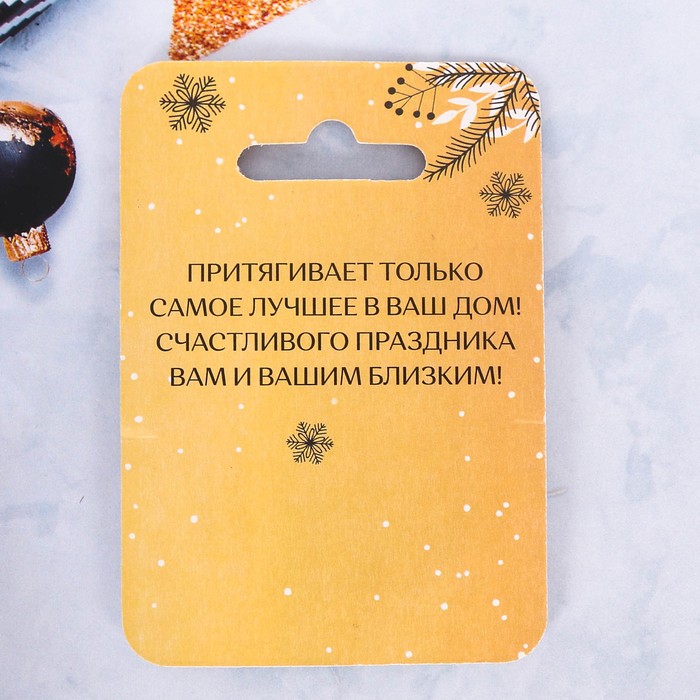 ПРИТЯГИВАЕТ ТОЛЬКО
САМОЕ ЛУЧШЕЕ В ВАШ ДОМ!
СЧАСТЛИВОГО ПРАЗДНИКА
ВАМ И ВАШИМ БЛИЗКИМ!